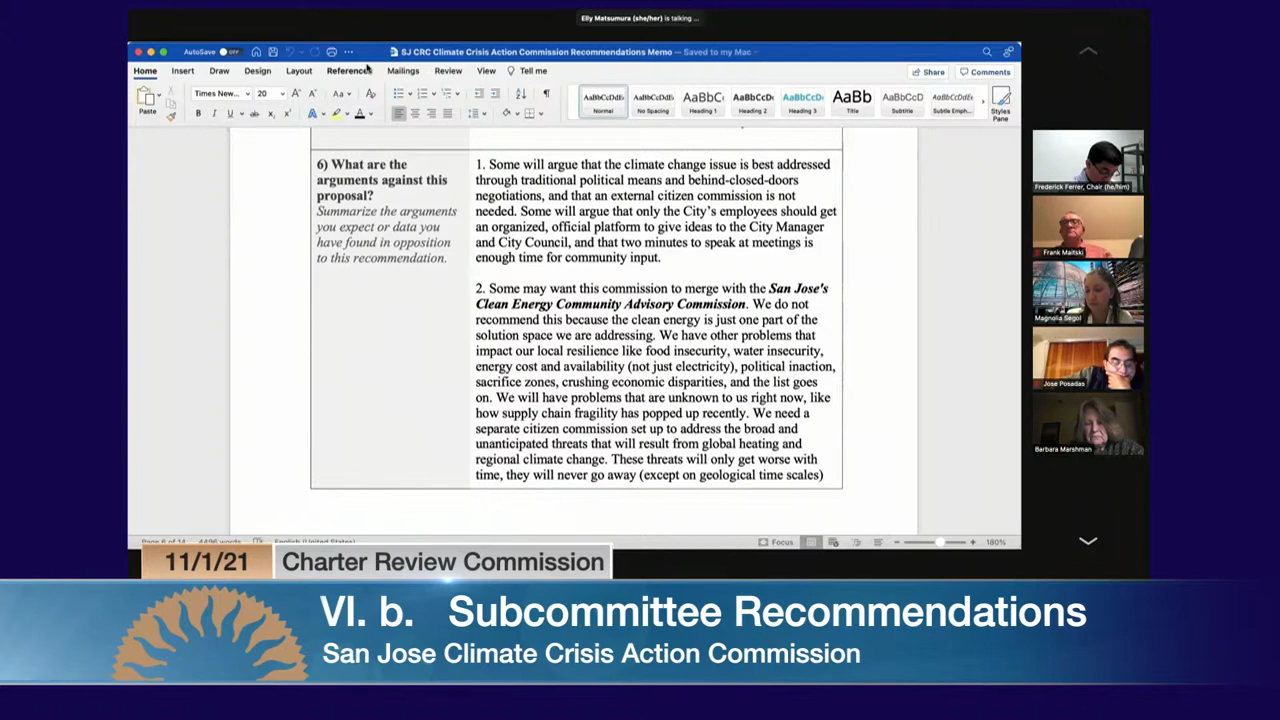 Elly Matsumura (she/her) is talking ...
AutoSave OFF
SJ CRC Climate Crisis Action Commission Recommendations Memo — Saved to my Mac
Home Insert Draw Design Layout References Mailings Review View Tell me
Share Comments
Paste
Times New... 20
AaBbCcDdEe AaBbCcDdEe AaBbC AaBbCcD AaBbCcDd AaBb AaBbCcD AaBbCcDdEe
Normal No Spacing Heading 1 Heading 2 Heading 3 Title Subtitle Subtle Emph...
Styles
Pane
6) What are the
arguments against this
proposal?
Summarize the arguments
you expect or data you
have found in opposition
to this recommendation.
1. Some will argue that the climate change issue is best addressed
through traditional political means and behind-closed-doors
negotiations, and that an external citizen commission is not
needed. Some will argue that only the City's employees should get
an organized, official platform to give ideas to the City Manager
and City Council, and that two minutes to speak at meetings is
enough time for community input.
2. Some may want this commission to merge with the San Jose's
Clean Energy Community Advisory Commission. We do not
recommend this because the clean energy is just one part of the
solution space we are addressing. We have other problems that
impact our local resilience like food insecurity, water insecurity,
energy cost and availability (not just electricity), political inaction,
sacrifice zones, crushing economic disparities, and the list goes
on. We will have problems that are unknown to us right now, like
how supply chain fragility has popped up recently. We need a
separate citizen commission set up to address the broad and
unanticipated threats that will result from global heating and
regional climate change. These threats will only get worse with
time, they will never go away (except on geological time scales)
Frederick Ferrer, Chair (he/him)
Frank Maitski
Magnolia Segol
Jose Posadas
Barbara Marshman
Page 6 of 14 4496 words English (United States)
Focus 180%
11/1/21 Charter Review Commission
VI. b. Subcommittee Recommendations
San Jose Climate Crisis Action Commission